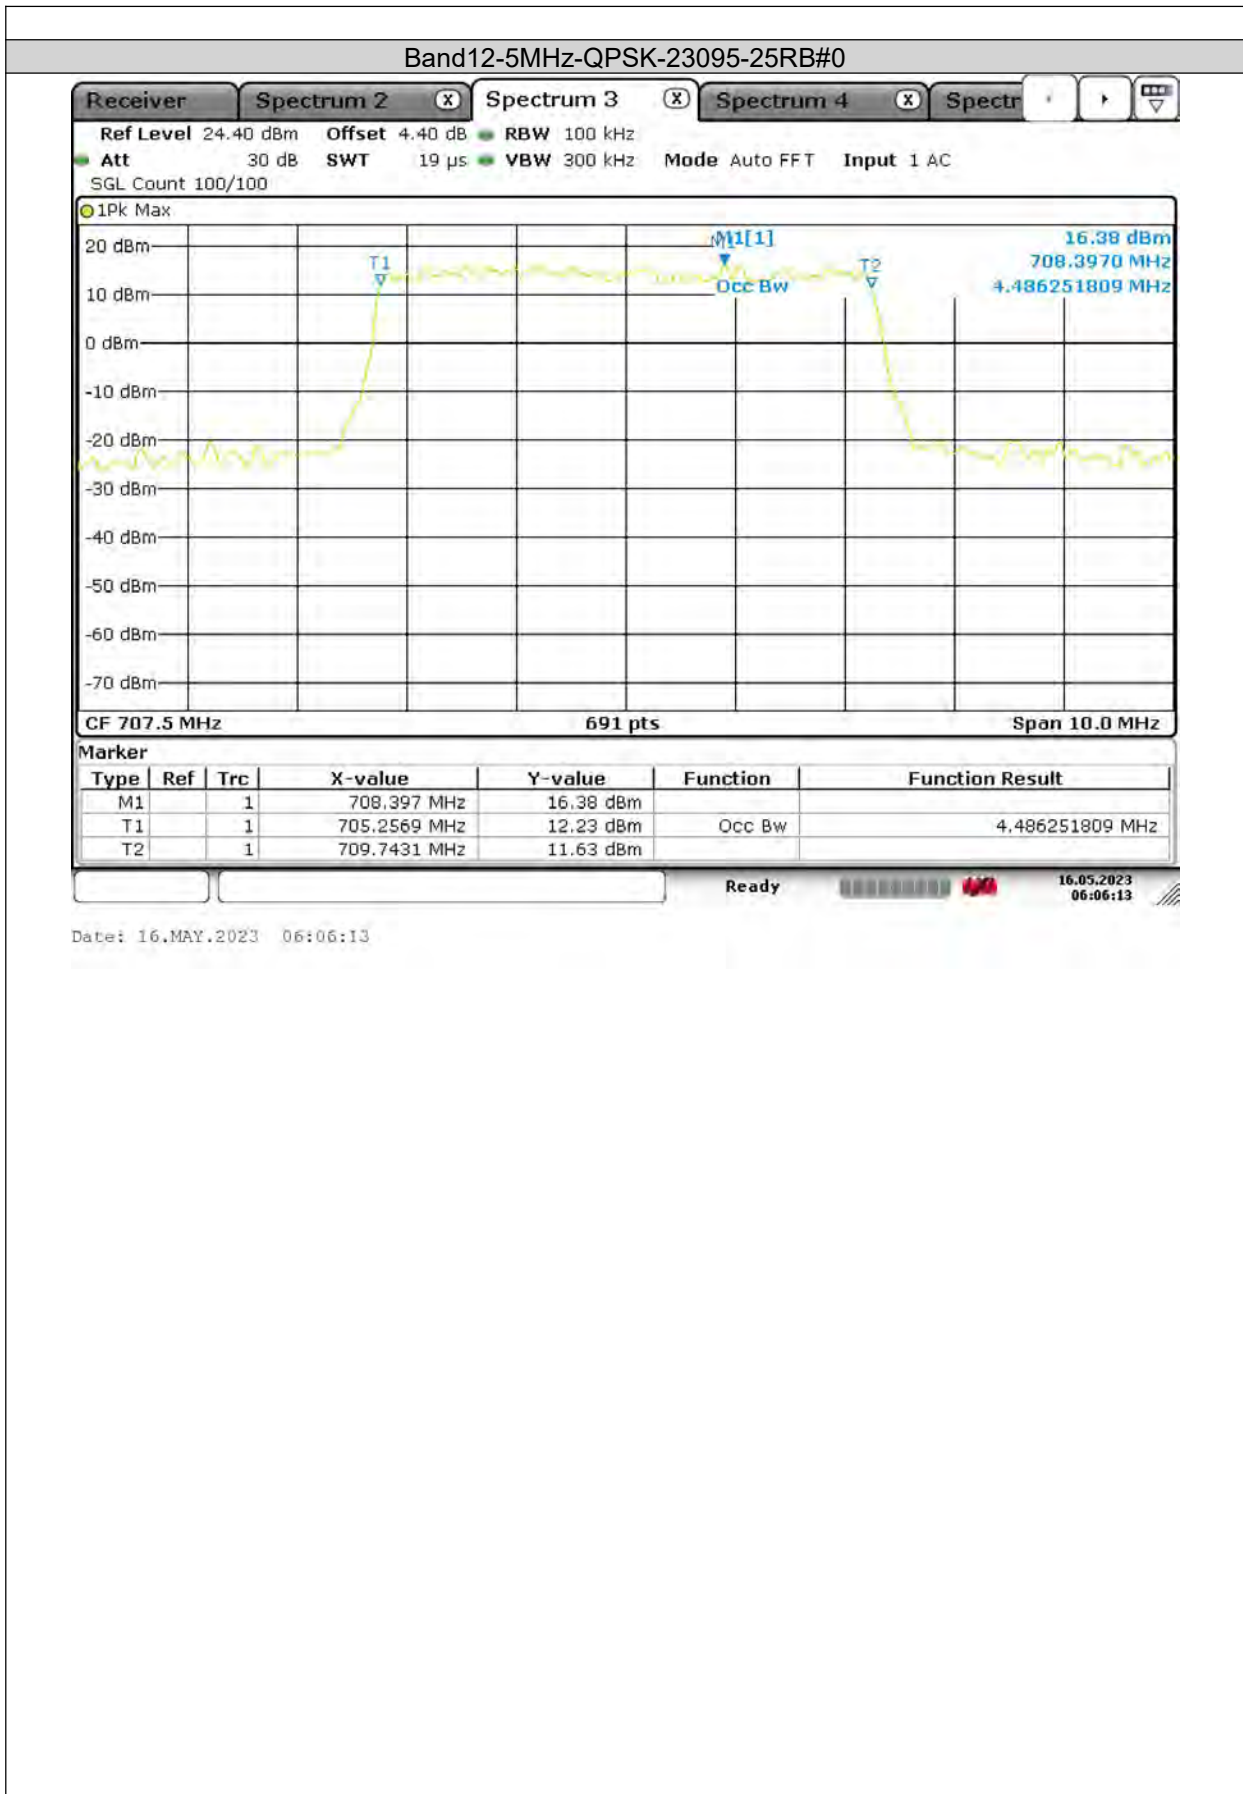 Band12-5MHz-QPSK-23095-25RB#0
Receiver Spectrum 2 X Spectrum 3 X Spectrum 4 X Spectr
Ref Level 24.40 dBm Offset 4.40 dB RBW 100 kHz
Att 30 dB SWT 19 µs VBW 300 kHz Mode Auto FFT Input 1 AC
SGL Count 100/100
1Pk Max
M1[1] 16.38 dBm
708.3970 MHz
Occ Bw 4.486251809 MHz
T1
T2
20 dBm
10 dBm
0 dBm
-10 dBm
-20 dBm
-30 dBm
-40 dBm
-50 dBm
-60 dBm
-70 dBm
CF 707.5 MHz 691 pts Span 10.0 MHz
Marker
Type Ref Trc X-value Y-value Function Function Result
M1 1 708.397 MHz 16.38 dBm
T1 1 705.2569 MHz 12.23 dBm Occ Bw 4.486251809 MHz
T2 1 709.7431 MHz 11.63 dBm
Ready 16.05.2023
06:06:13
Date: 16.MAY.2023 06:06:13